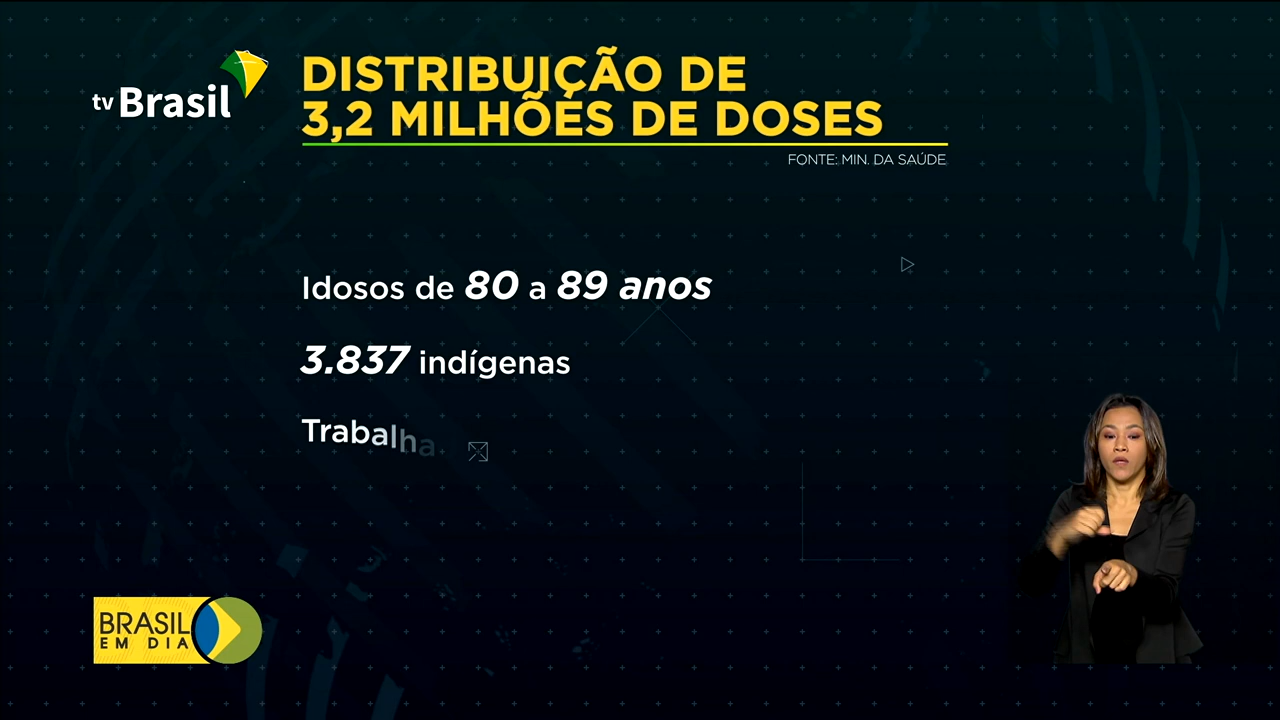 tv Brasil
DISTRIBUIÇÃO DE
3,2 MILHÕES DE DOSES
FONTE: MIN. DA SAÚDE
Idosos de 80 a 89 anos
3.837 indígenas
Trabalha
BRASIL
EM DIA